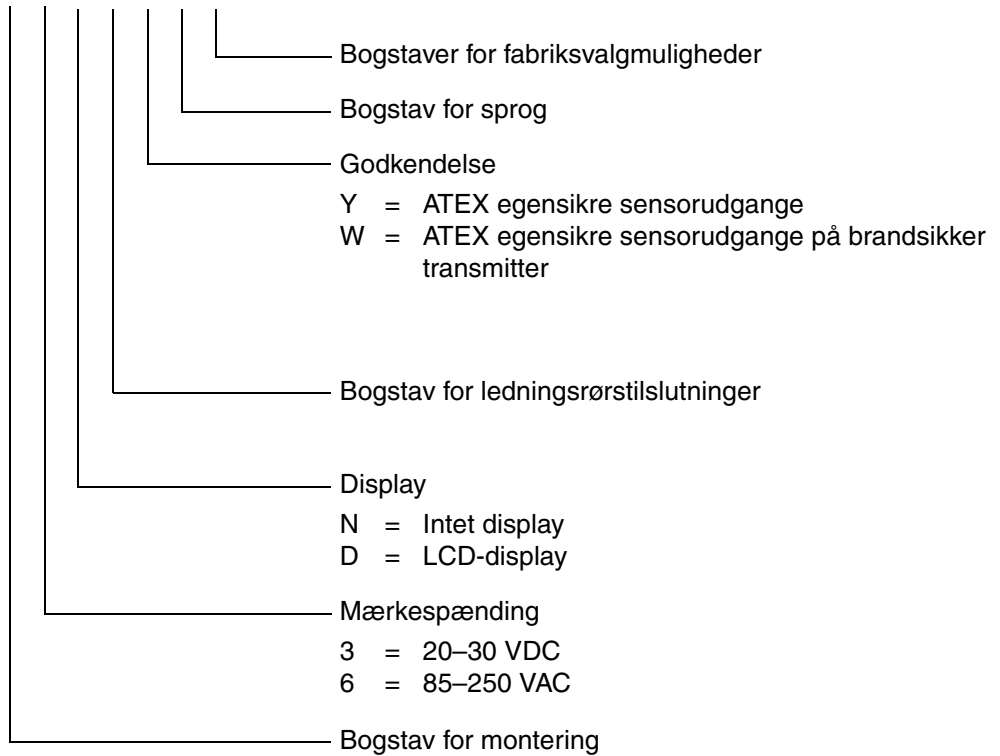 Bogstaver for fabriksvalgmuligheder
Bogstav for sprog
Godkendelse
Y = ATEX egensikre sensorudgange
W = ATEX egensikre sensorudgange på brandsikker
transmitter
Bogstav for ledningsrørstilslutninger
Display
N = Intet display
D = LCD-display
Mærkespænding
3 = 20–30 VDC
6 = 85–250 VAC
Bogstav for montering